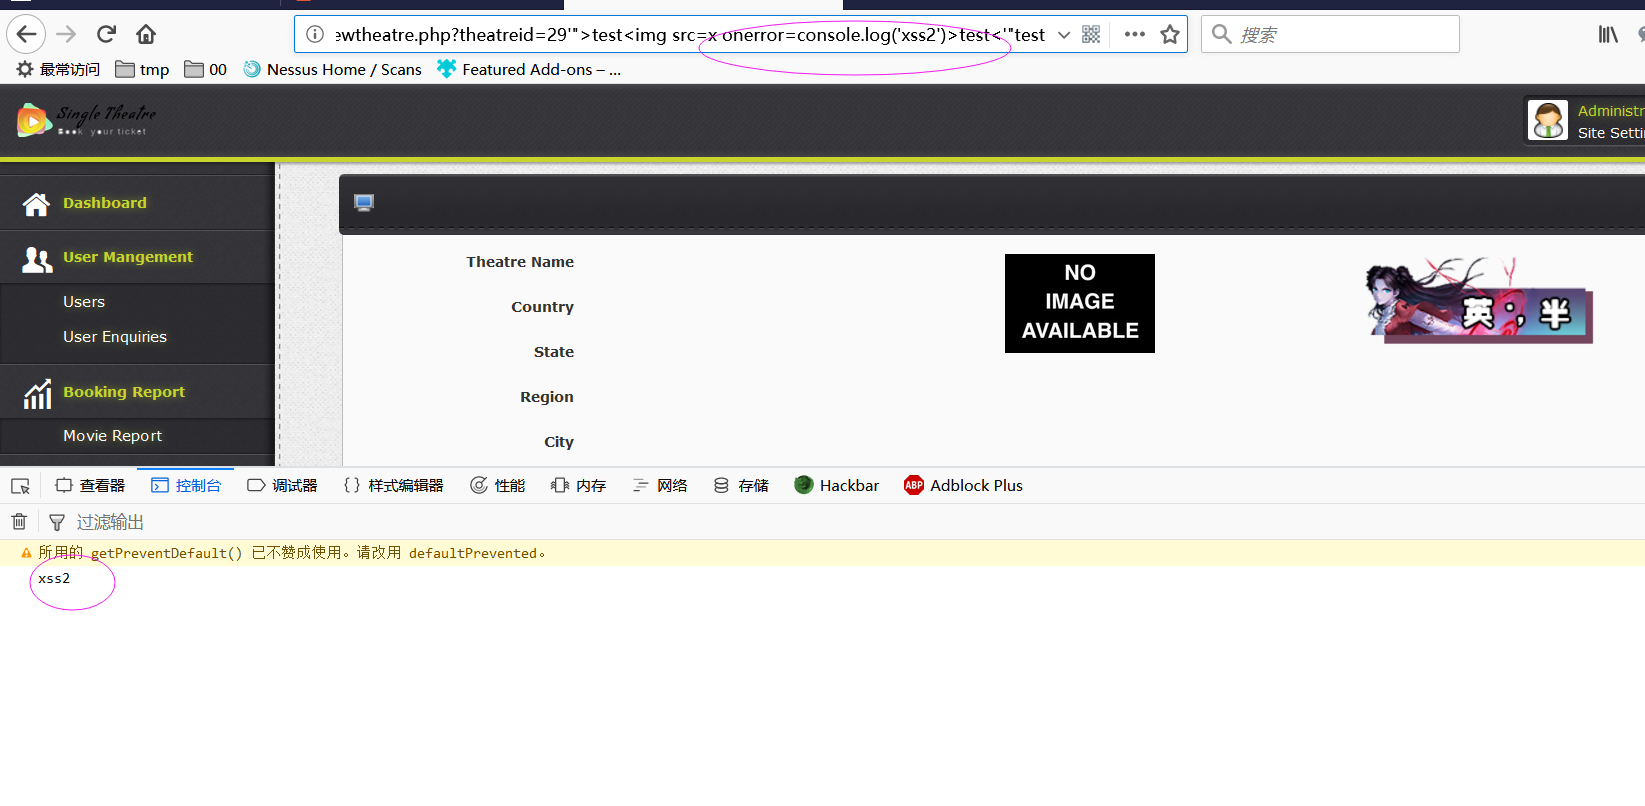 ewtheatre.php?theatreid=29'">test<img src=x onerror=console.log('xss2')>test<'"test
搜索
最常访问 tmp 00 Nessus Home / Scans Featured Add-ons – ...
Single Theatre
Book your ticket
Administr
Site Setti
Dashboard
User Mangement
Users
User Enquiries
Booking Report
Movie Report
Theatre Name
Country
State
Region
City
NO
IMAGE
AVAILABLE
英 , 半
查看器 控制台 调试器 {} 样式编辑器 性能 内存 网络 存储 Hackbar ABP Adblock Plus
过滤输出
所用的 getPreventDefault() 已不赞成使用。请改用 defaultPrevented。
xss2